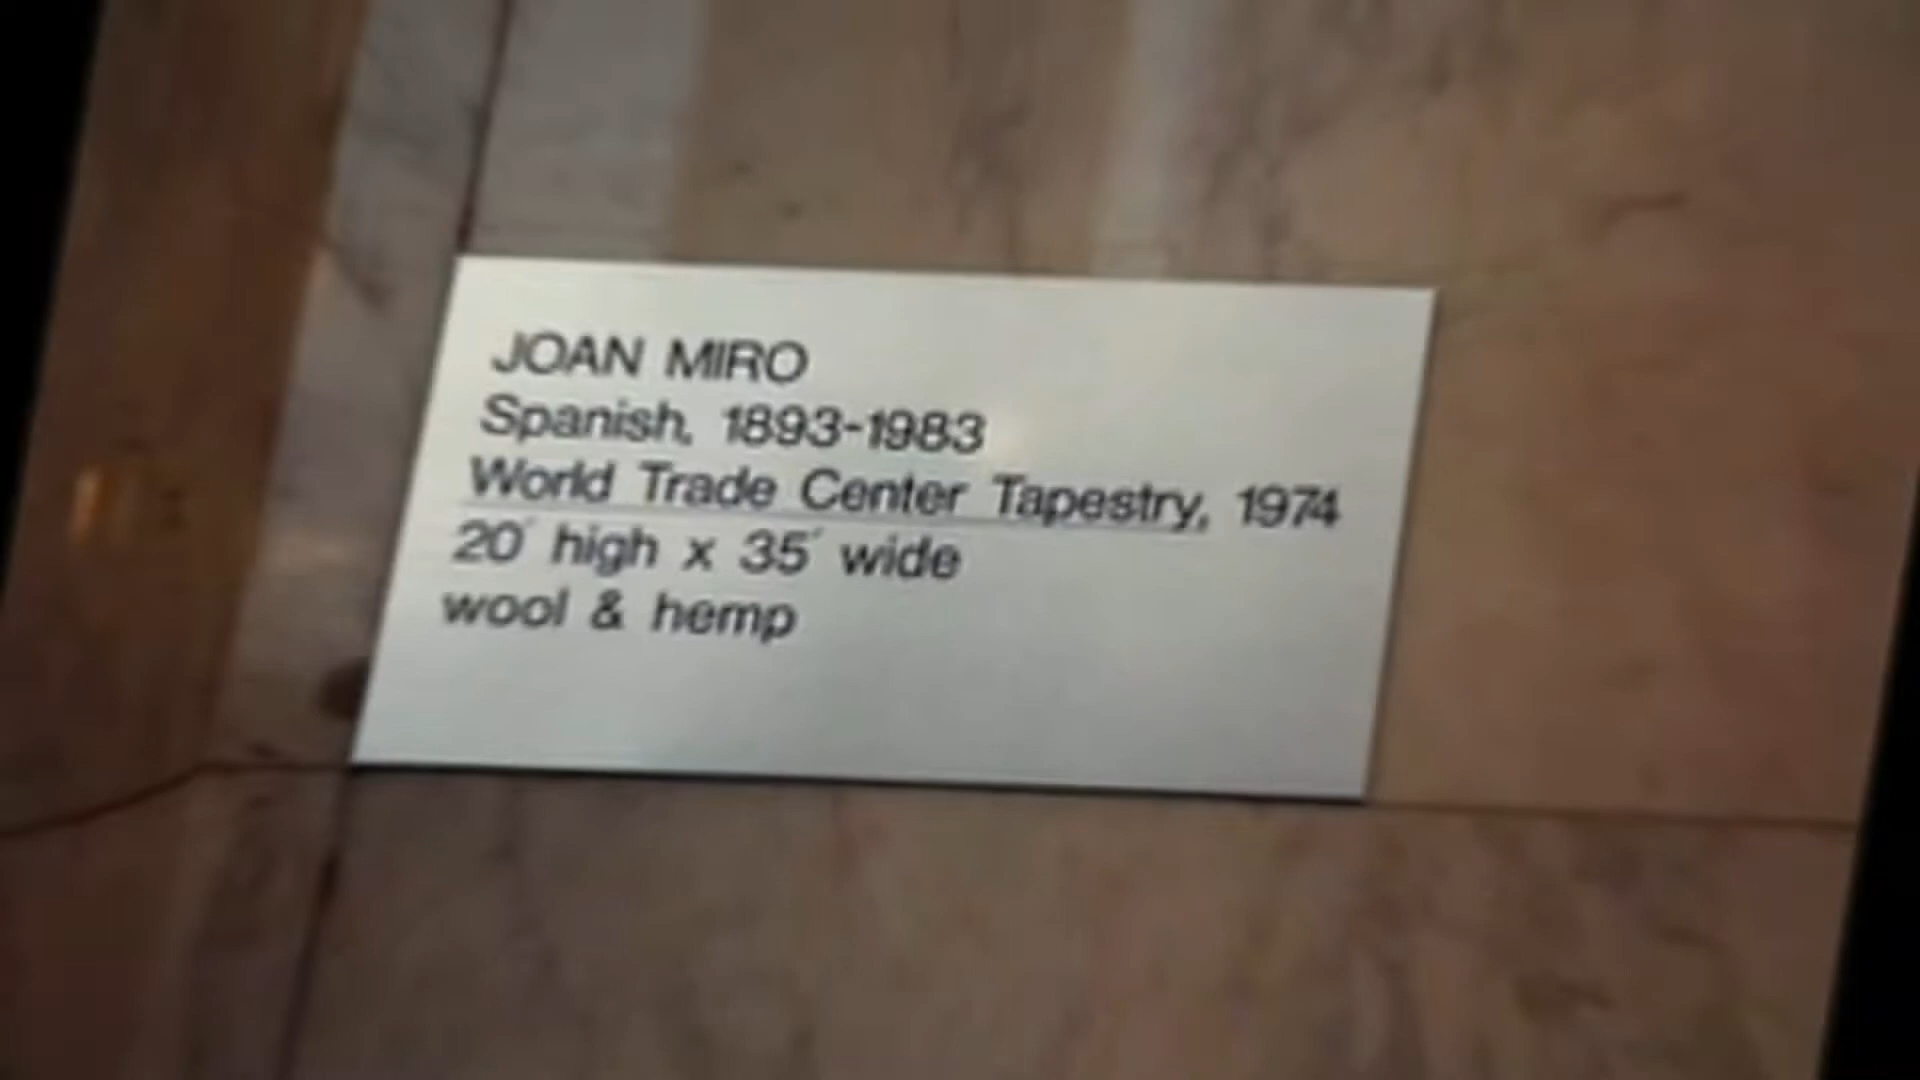 JOAN MIRO
Spanish, 1893-1983
World Trade Center Tapestry, 1974
20' high x 35' wide
wool & hemp